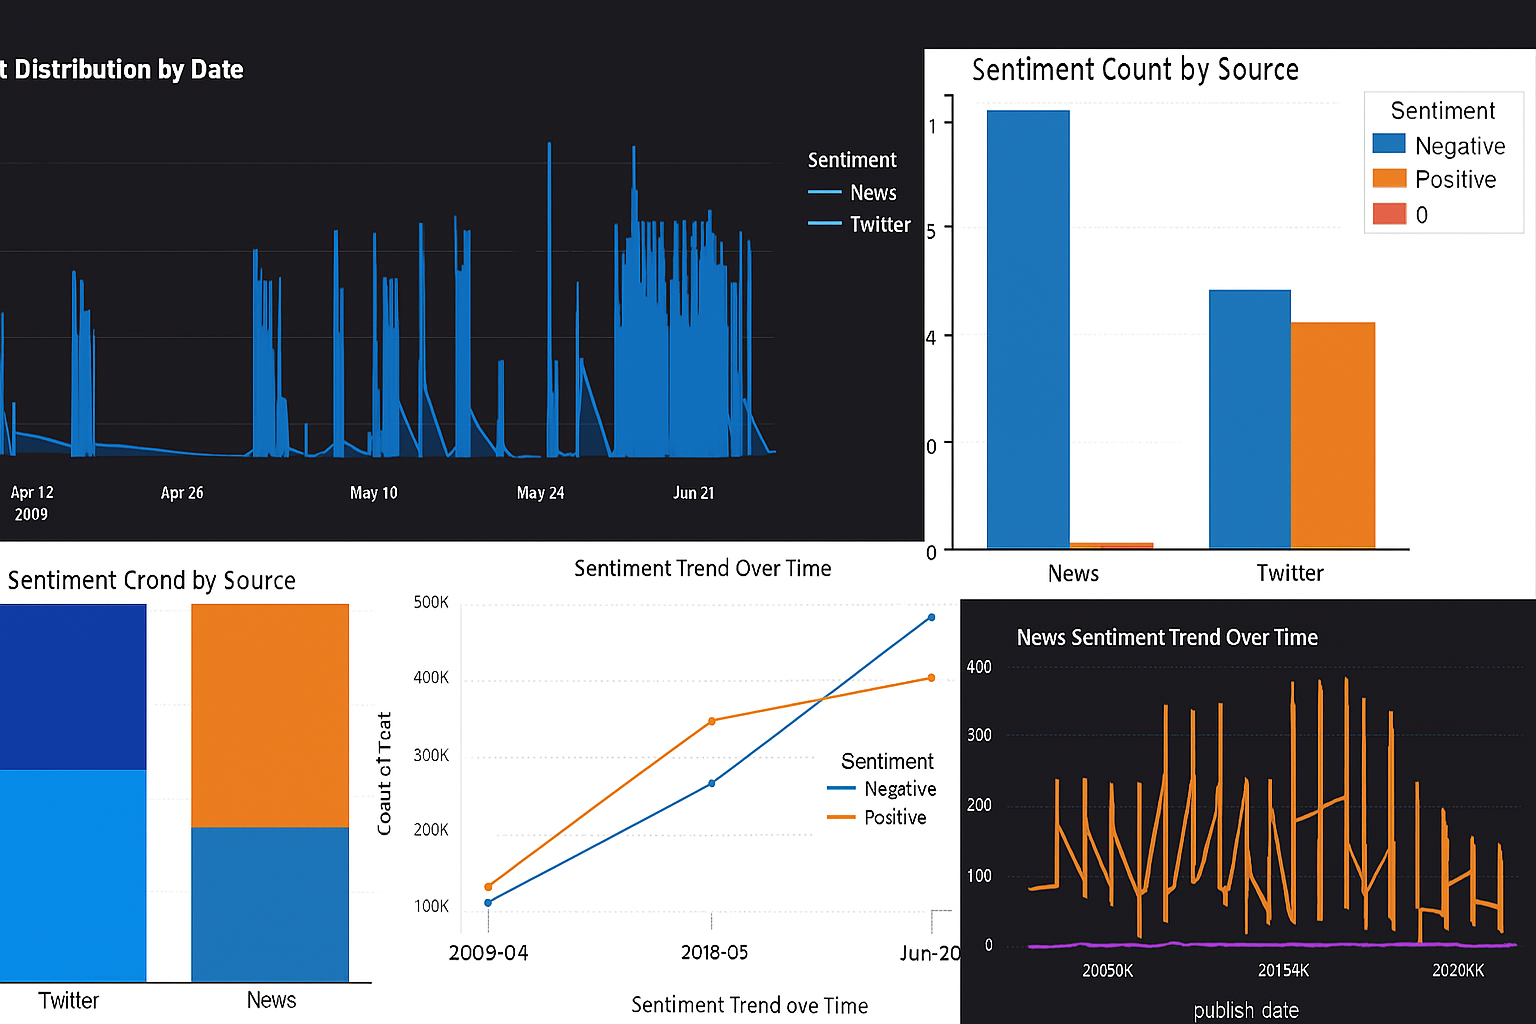 t Distribution by Date
Sentiment
News
Twitter
Apr 12
2009
Apr 26
May 10
May 24
Jun 21
Sentiment Count by Source
1
5
4
0
0
News
Twitter
Sentiment
Negative
Positive
0
Sentiment Crond by Source
Twitter
News
Sentiment Trend Over Time
500K
400K
300K
200K
100K
Coaut of Tcat
Sentiment
Negative
Positive
2009-04
2018-05
Jun-20
Sentiment Trend ove Time
News Sentiment Trend Over Time
400
300
200
100
0
20050K
20154K
2020KK
publish date